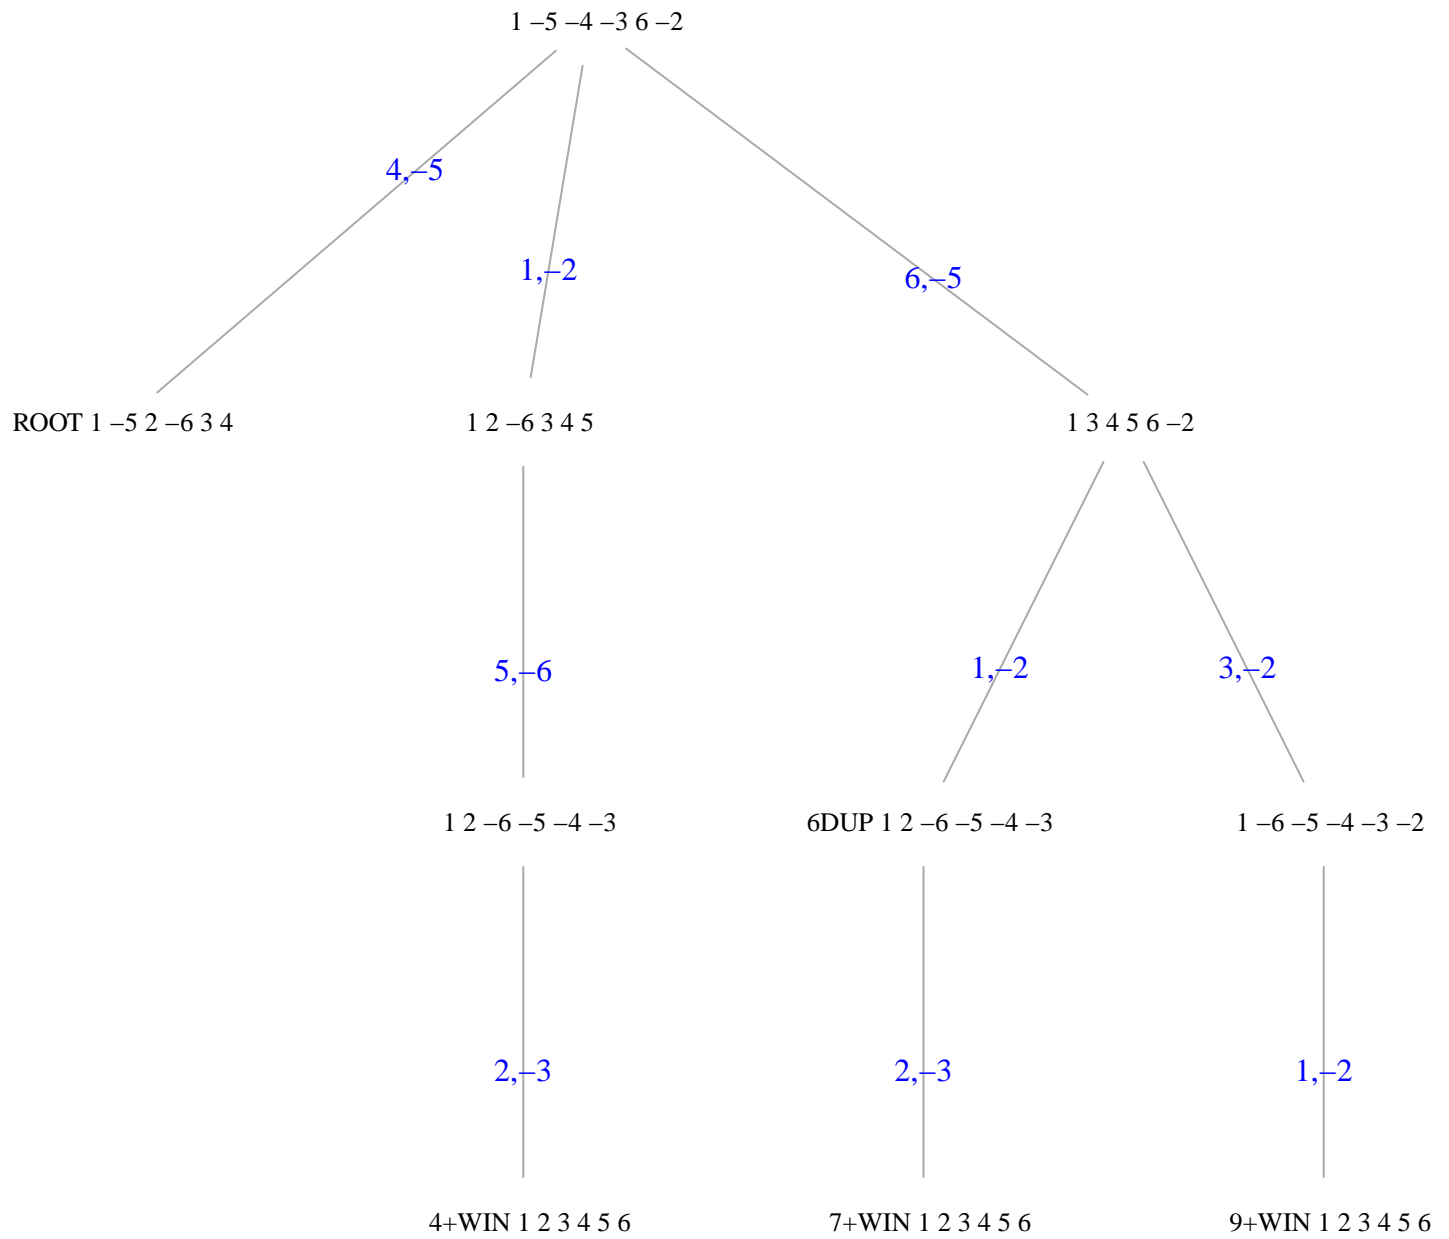 1 –5 –4 –3 6 –2
4,–5
1,–2
6,–5
ROOT 1 –5 2 –6 3 4
1 2 –6 3 4 5
1 3 4 5 6 –2
5,–6
1,–2
3,–2
1 2 –6 –5 –4 –3
6DUP 1 2 –6 –5 –4 –3
1 –6 –5 –4 –3 –2
2,–3
2,–3
1,–2
4+WIN 1 2 3 4 5 6
7+WIN 1 2 3 4 5 6
9+WIN 1 2 3 4 5 6